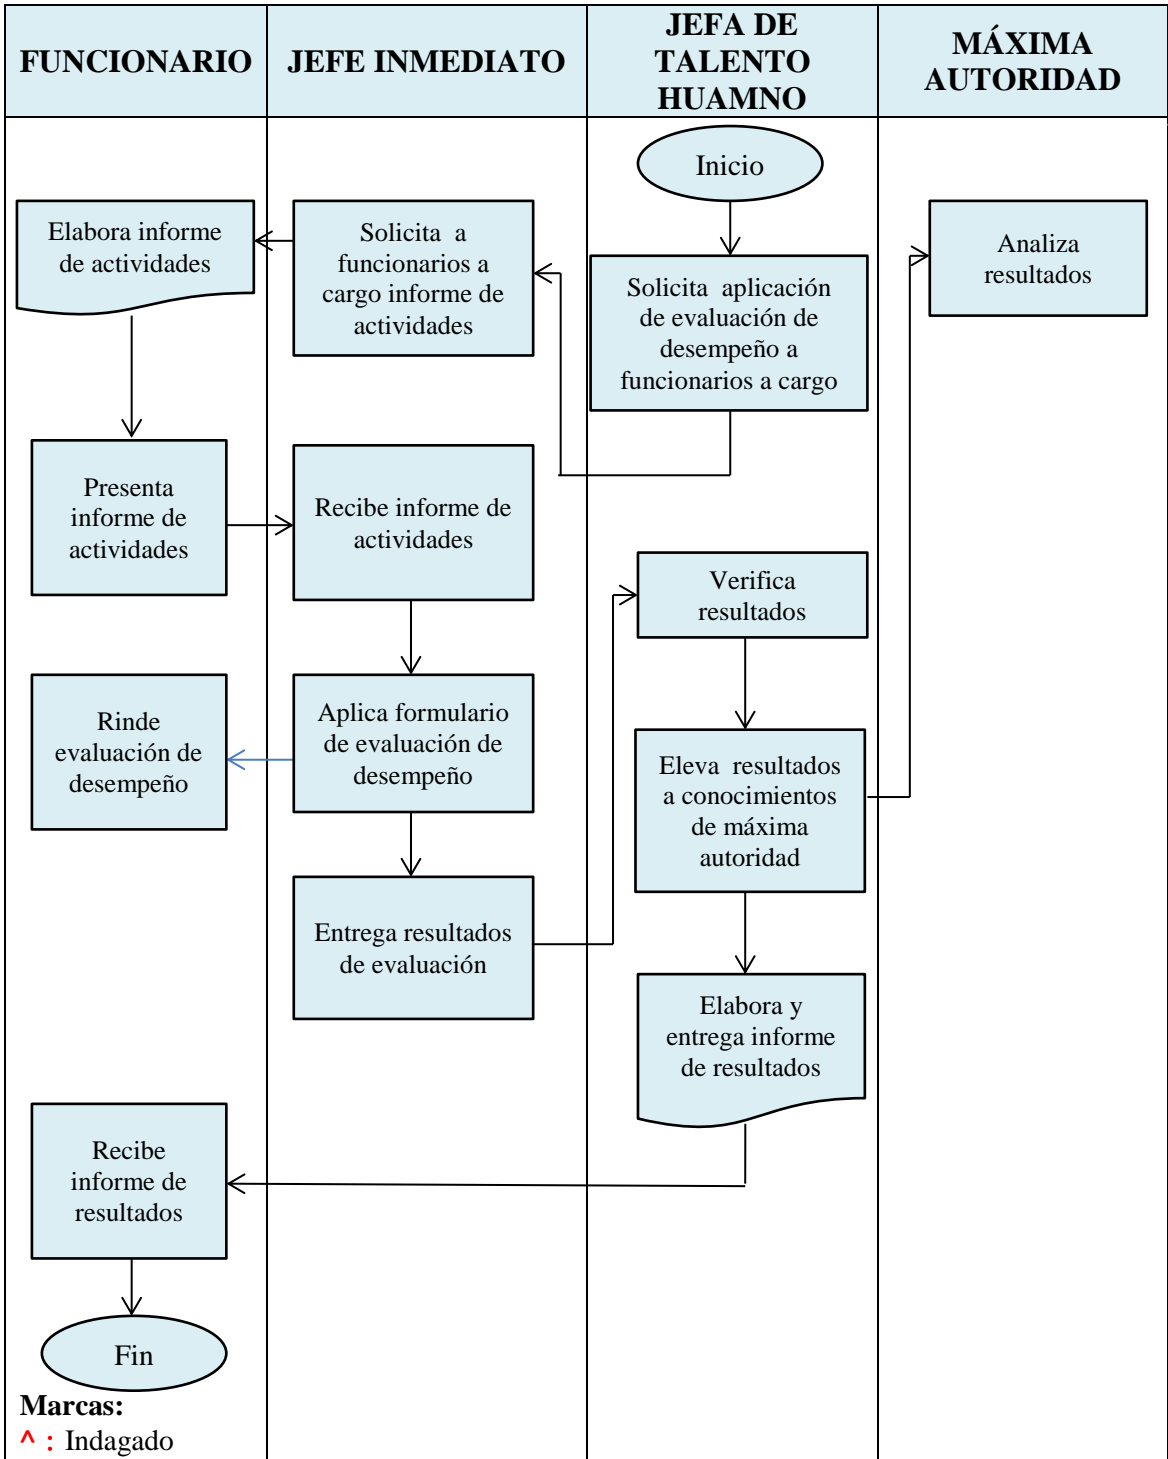 FUNCIONARIO
JEFE INMEDIATO
JEFA DE
TALENTO
HUAMNO
MÁXIMA
AUTORIDAD
Inicio
Elabora informe
de actividades
Solicita a
funcionarios a
cargo informe de
actividades
Solicita aplicación
de evaluación de
desempeño a
funcionarios a cargo
Analiza
resultados
Presenta
informe de
actividades
Recibe informe de
actividades
Verifica
resultados
Rinde
evaluación de
desempeño
Aplica formulario
de evaluación de
desempeño
Eleva resultados
a conocimientos
de máxima
autoridad
Entrega resultados
de evaluación
Elabora y
entrega informe
de resultados
Recibe
informe de
resultados
Fin
Marcas:
^ : Indagado